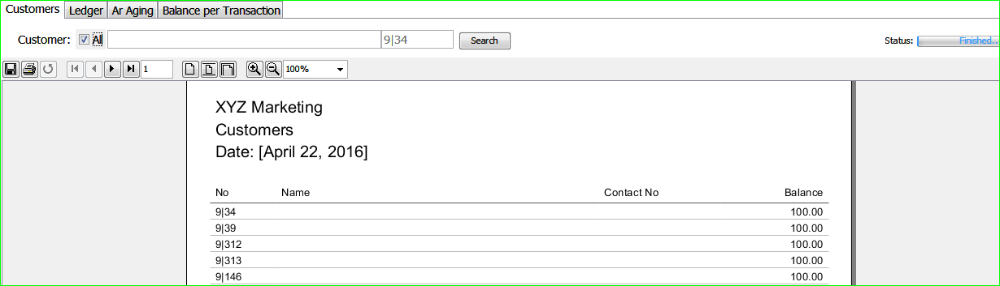 Customers Ledger Ar Aging Balance per Transaction
Customer: All 9|34 Search Status: Finished..
1 100%
XYZ Marketing
Customers
Date: [April 22, 2016]
No Name Contact No Balance
9|34 100.00
9|39 100.00
9|312 100.00
9|313 100.00
9|146 100.00